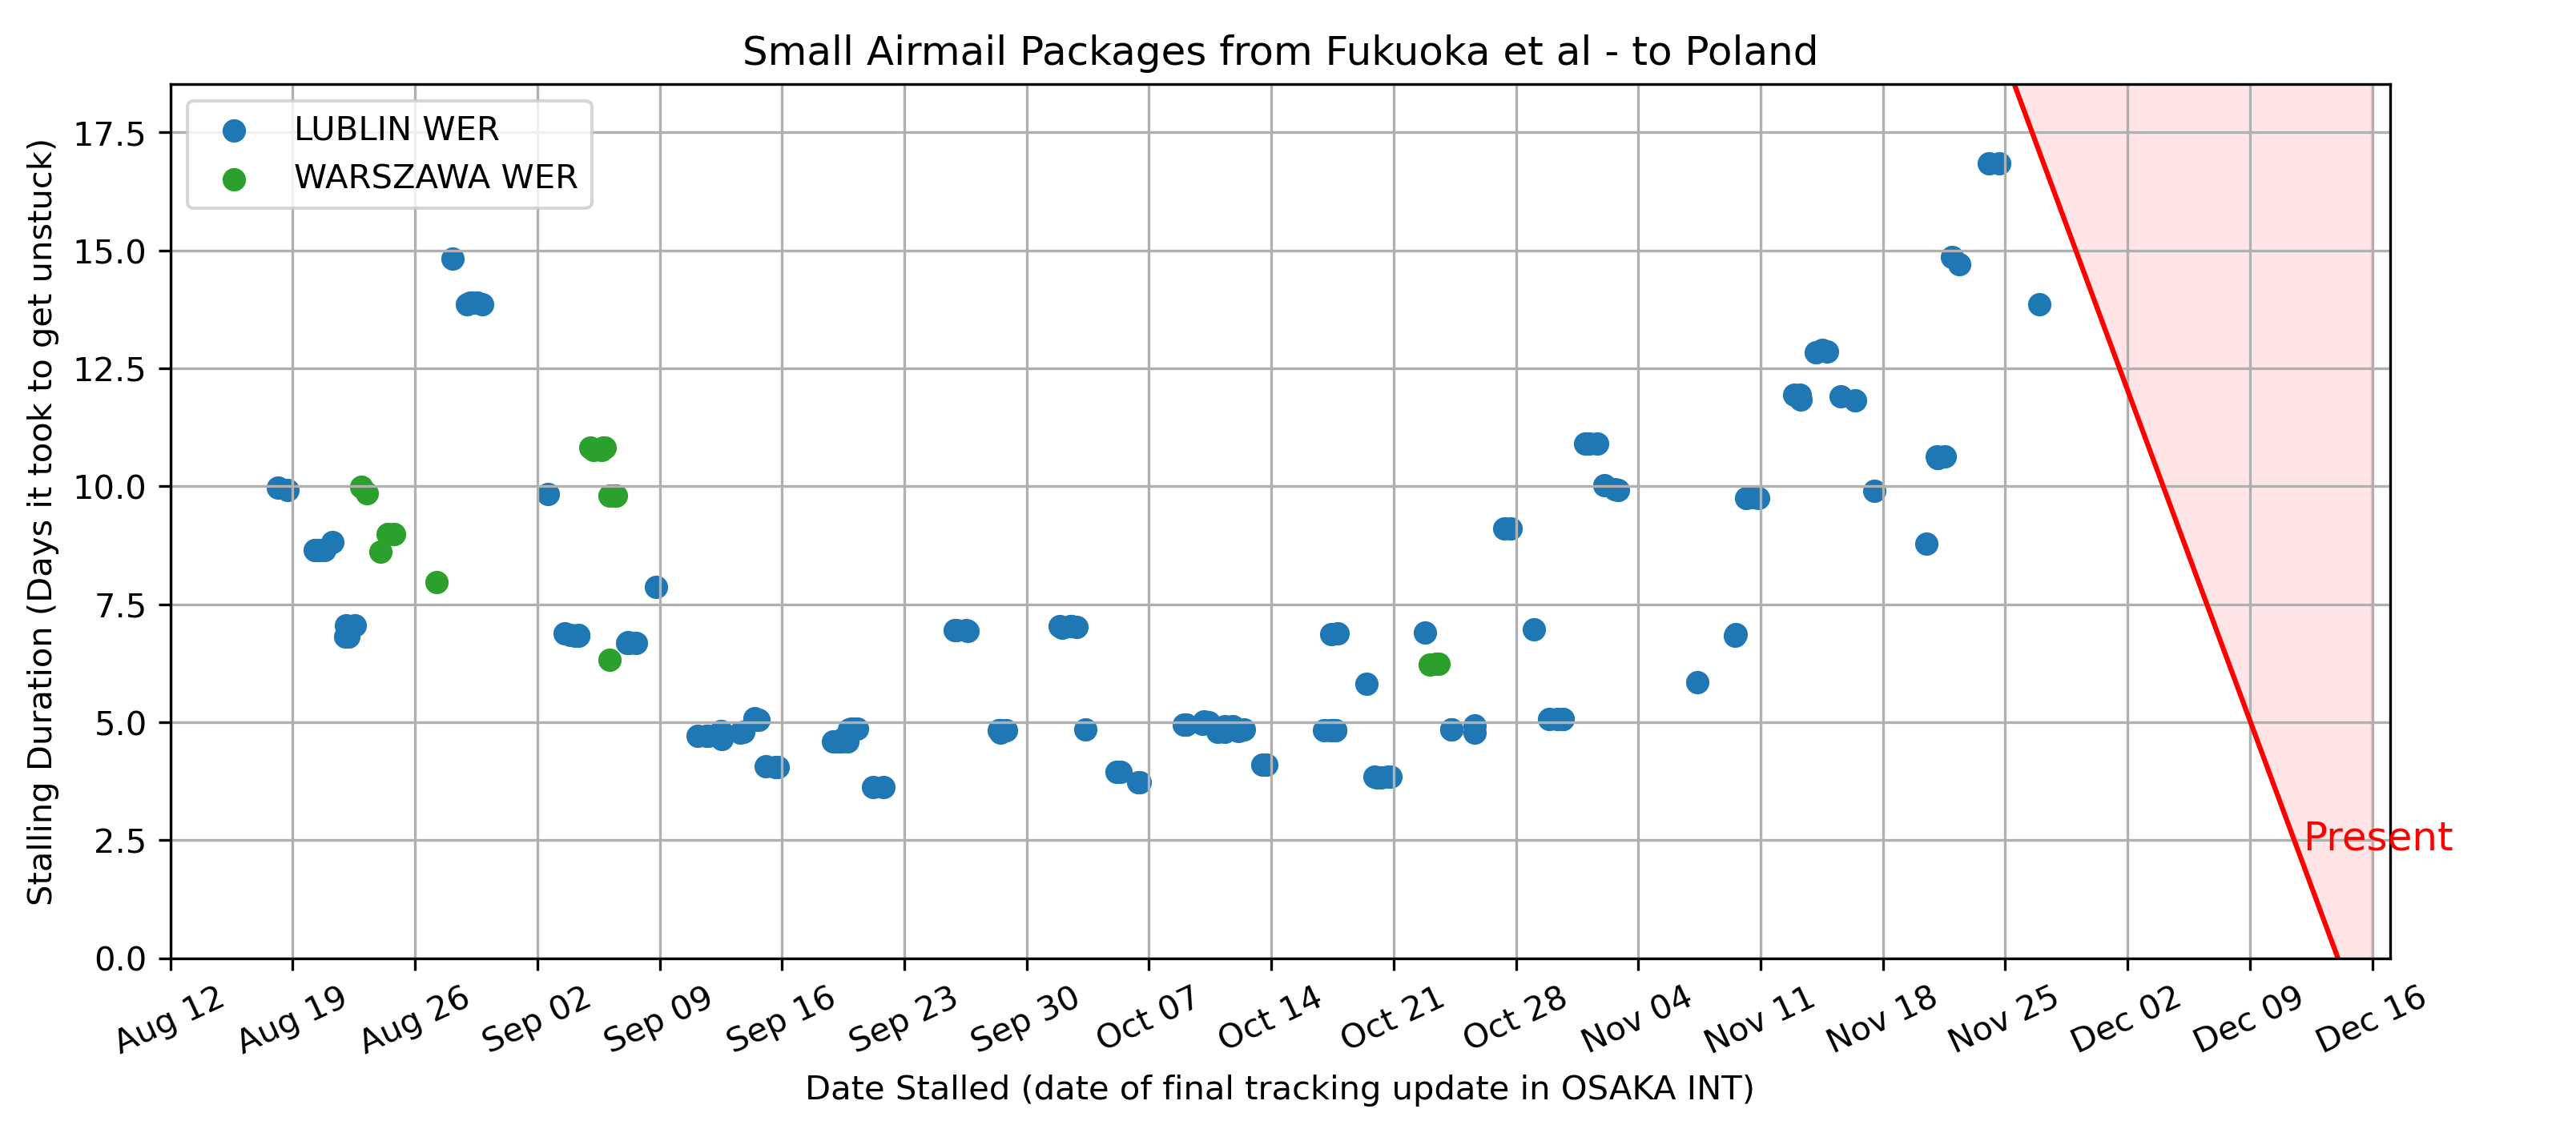 Small Airmail Packages from Fukuoka et al - to Poland
LUBLIN WER
WARSZAWA WER
Stalling Duration (Days it took to get unstuck)
17.5
15.0
12.5
10.0
7.5
5.0
2.5
0.0
Present
Aug 12 Aug 19 Aug 26 Sep 02 Sep 09 Sep 16 Sep 23 Sep 30 Oct 07 Oct 14 Oct 21 Oct 28 Nov 04 Nov 11 Nov 18 Nov 25 Dec 02 Dec 09 Dec 16
Date Stalled (date of final tracking update in OSAKA INT)